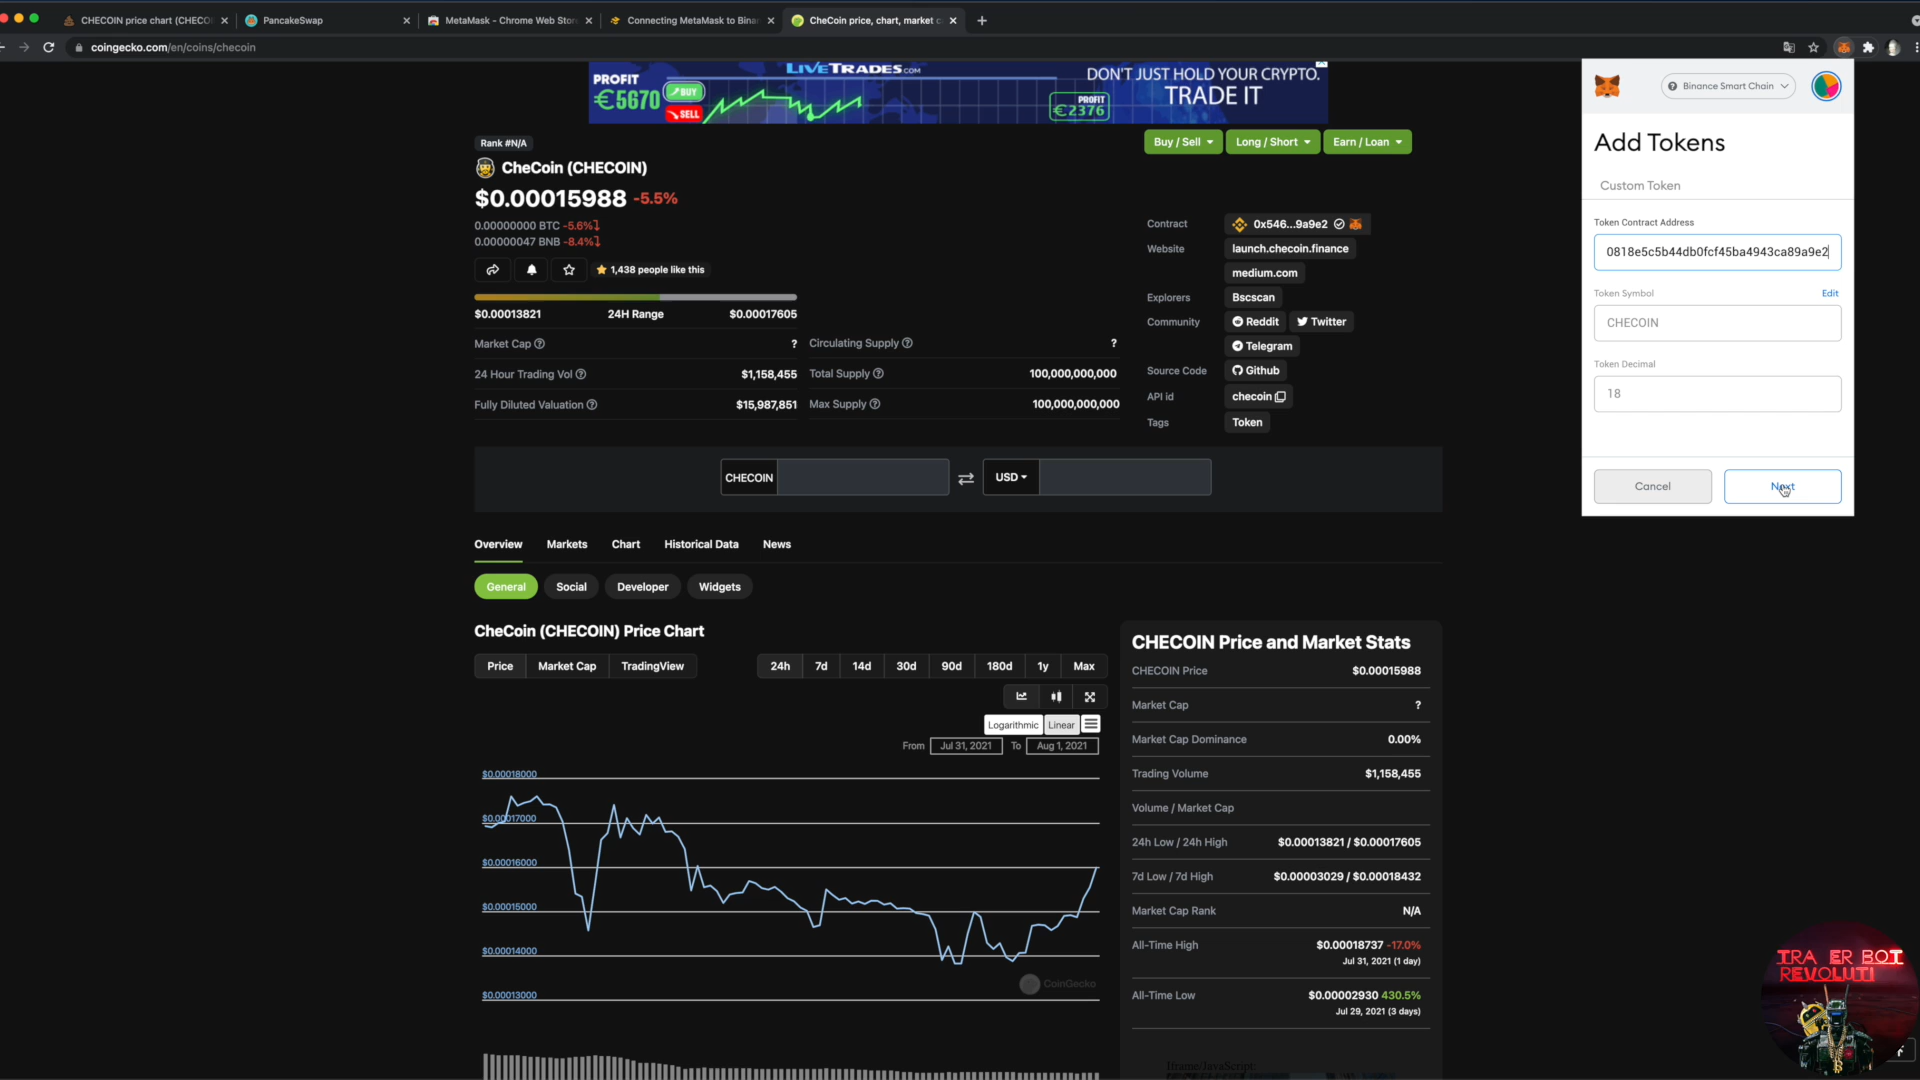 CHECOIN price chart (CHECO
PancakeSwap
MetaMask - Chrome Web Stor
Connecting MetaMask to Binan
CheCoin price, chart, market c
coingecko.com/en/coins/checoin
PROFIT
€5670
BUY
SELL
LIVETRADES.COM
PROFIT
€2376
DON'T JUST HOLD YOUR CRYPTO.
TRADE IT
Rank #N/A
CheCoin (CHECOIN)
$0.00015988 -5.5%
0.00000000 BTC -5.6%
0.00000047 BNB -8.4%
1,438 people like this
$0.00013821 24H Range $0.00017605
Market Cap ?
24 Hour Trading Vol $1,158,455
Fully Diluted Valuation $15,987,851
Circulating Supply ?
Total Supply 100,000,000,000
Max Supply 100,000,000,000
Buy / Sell
Long / Short
Earn / Loan
Contract 0x546...9a9e2
Website launch.checoin.finance
medium.com
Explorers Bscscan
Community Reddit Twitter
Telegram
Source Code Github
API id checoin
Tags Token
CHECOIN
USD
Overview Markets Chart Historical Data News
General Social Developer Widgets
CheCoin (CHECOIN) Price Chart
Price Market Cap TradingView
24h 7d 14d 30d 90d 180d 1y Max
Logarithmic Linear
From Jul 31, 2021 To Aug 1, 2021
$0.00018000
$0.00017000
$0.00016000
$0.00015000
$0.00014000
$0.00013000
CoinGecko
CHECOIN Price and Market Stats
CHECOIN Price $0.00015988
Market Cap ?
Market Cap Dominance 0.00%
Trading Volume $1,158,455
Volume / Market Cap
24h Low / 24h High $0.00013821 / $0.00017605
7d Low / 7d High $0.00003029 / $0.00018432
Market Cap Rank N/A
All-Time High $0.00018737 -17.0%
Jul 31, 2021 (1 day)
All-Time Low $0.00002930 430.5%
Jul 29, 2021 (3 days)
Iframe/JavaScript:
Binance Smart Chain
Add Tokens
Custom Token
Token Contract Address
0818e5c5b44db0fcf45ba4943ca89a9e2
Token Symbol Edit
CHECOIN
Token Decimal
18
Cancel Next
TRA ER BOT
REVOLUTI